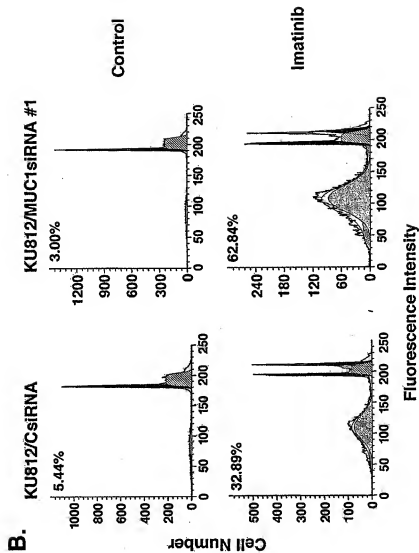 B.
KU812/CsiRNA
KU812/MUC1siRNA #1
5.44%
1000
800
600
400
200
0
0 50 100 150 200 250
3.00%
1200
900
600
300
0
0 50 100 150 200 250
Control
32.89%
500
400
300
200
100
0
0 50 100 150 200 250
62.84%
240
180
120
60
0
0 50 100 150 200 250
Imatinib
Cell Number
Fluorescence Intensity